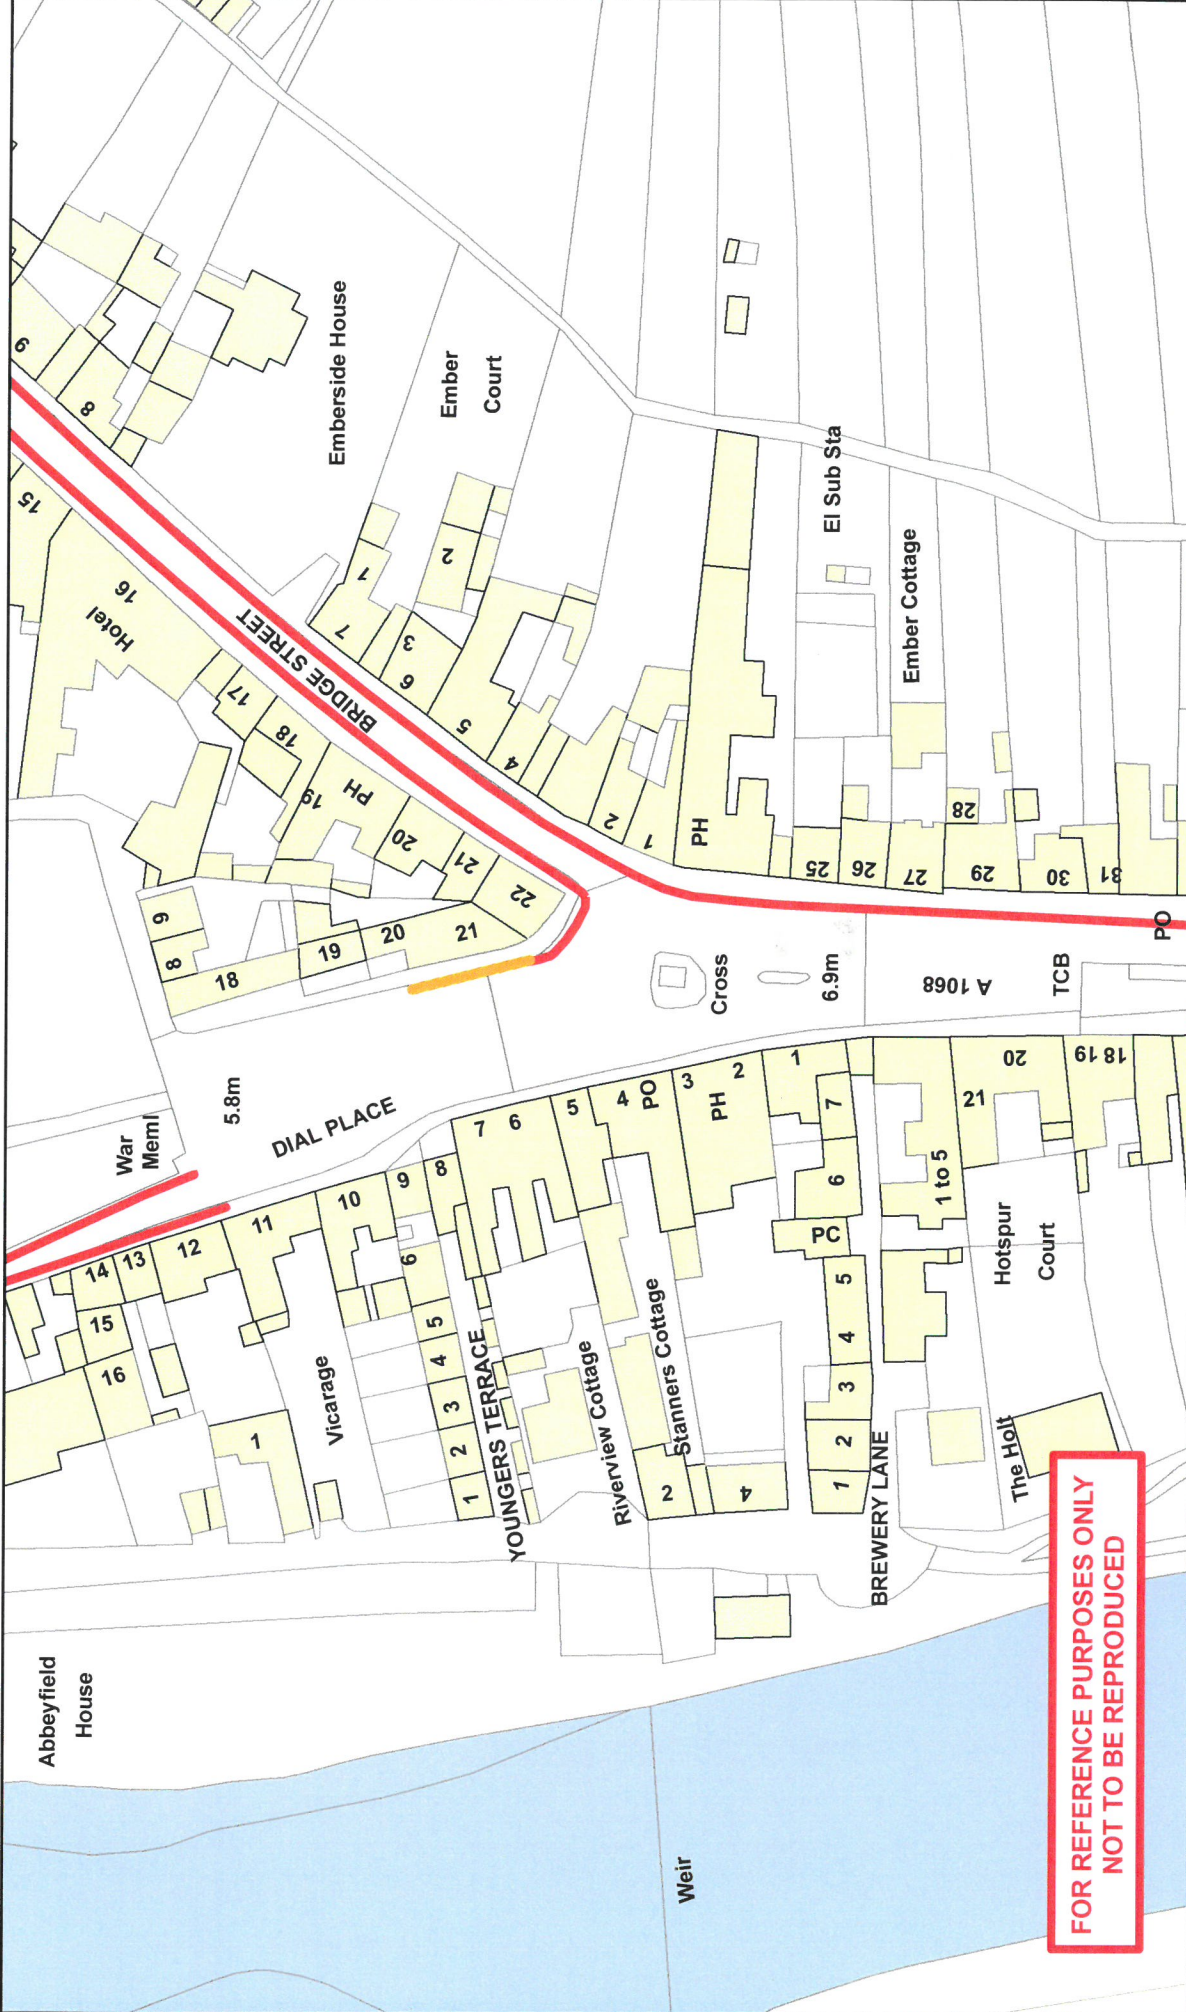 9
8
15
Hotel
16
Emberside House
Ember
Court
BRIDGE STREET
17
18
19
PH
20
21
22
7
1
2
6
3
5
4
2
1
PH
El Sub Sta
Ember Cottage
25
26
27
28
29
30
31
PO
9
8
18
19
20
21
Cross
6.9m
A 1068
TCB
War
Meml
5.8m
DIAL PLACE
14
13
12
11
10
9
8
7
6
5
4
PO
3
PH
2
1
7
6
PC
5
4
3
2
1
15
16
1
Vicarage
6
5
4
3
2
1
YOUNGERS TERRACE
Riverview Cottage
Stanners Cottage
2
4
BREWERY LANE
1 to 5
21
20
18 19
Hotspur
Court
The Holt
Abbeyfield
House
Weir
FOR REFERENCE PURPOSES ONLY
NOT TO BE REPRODUCED